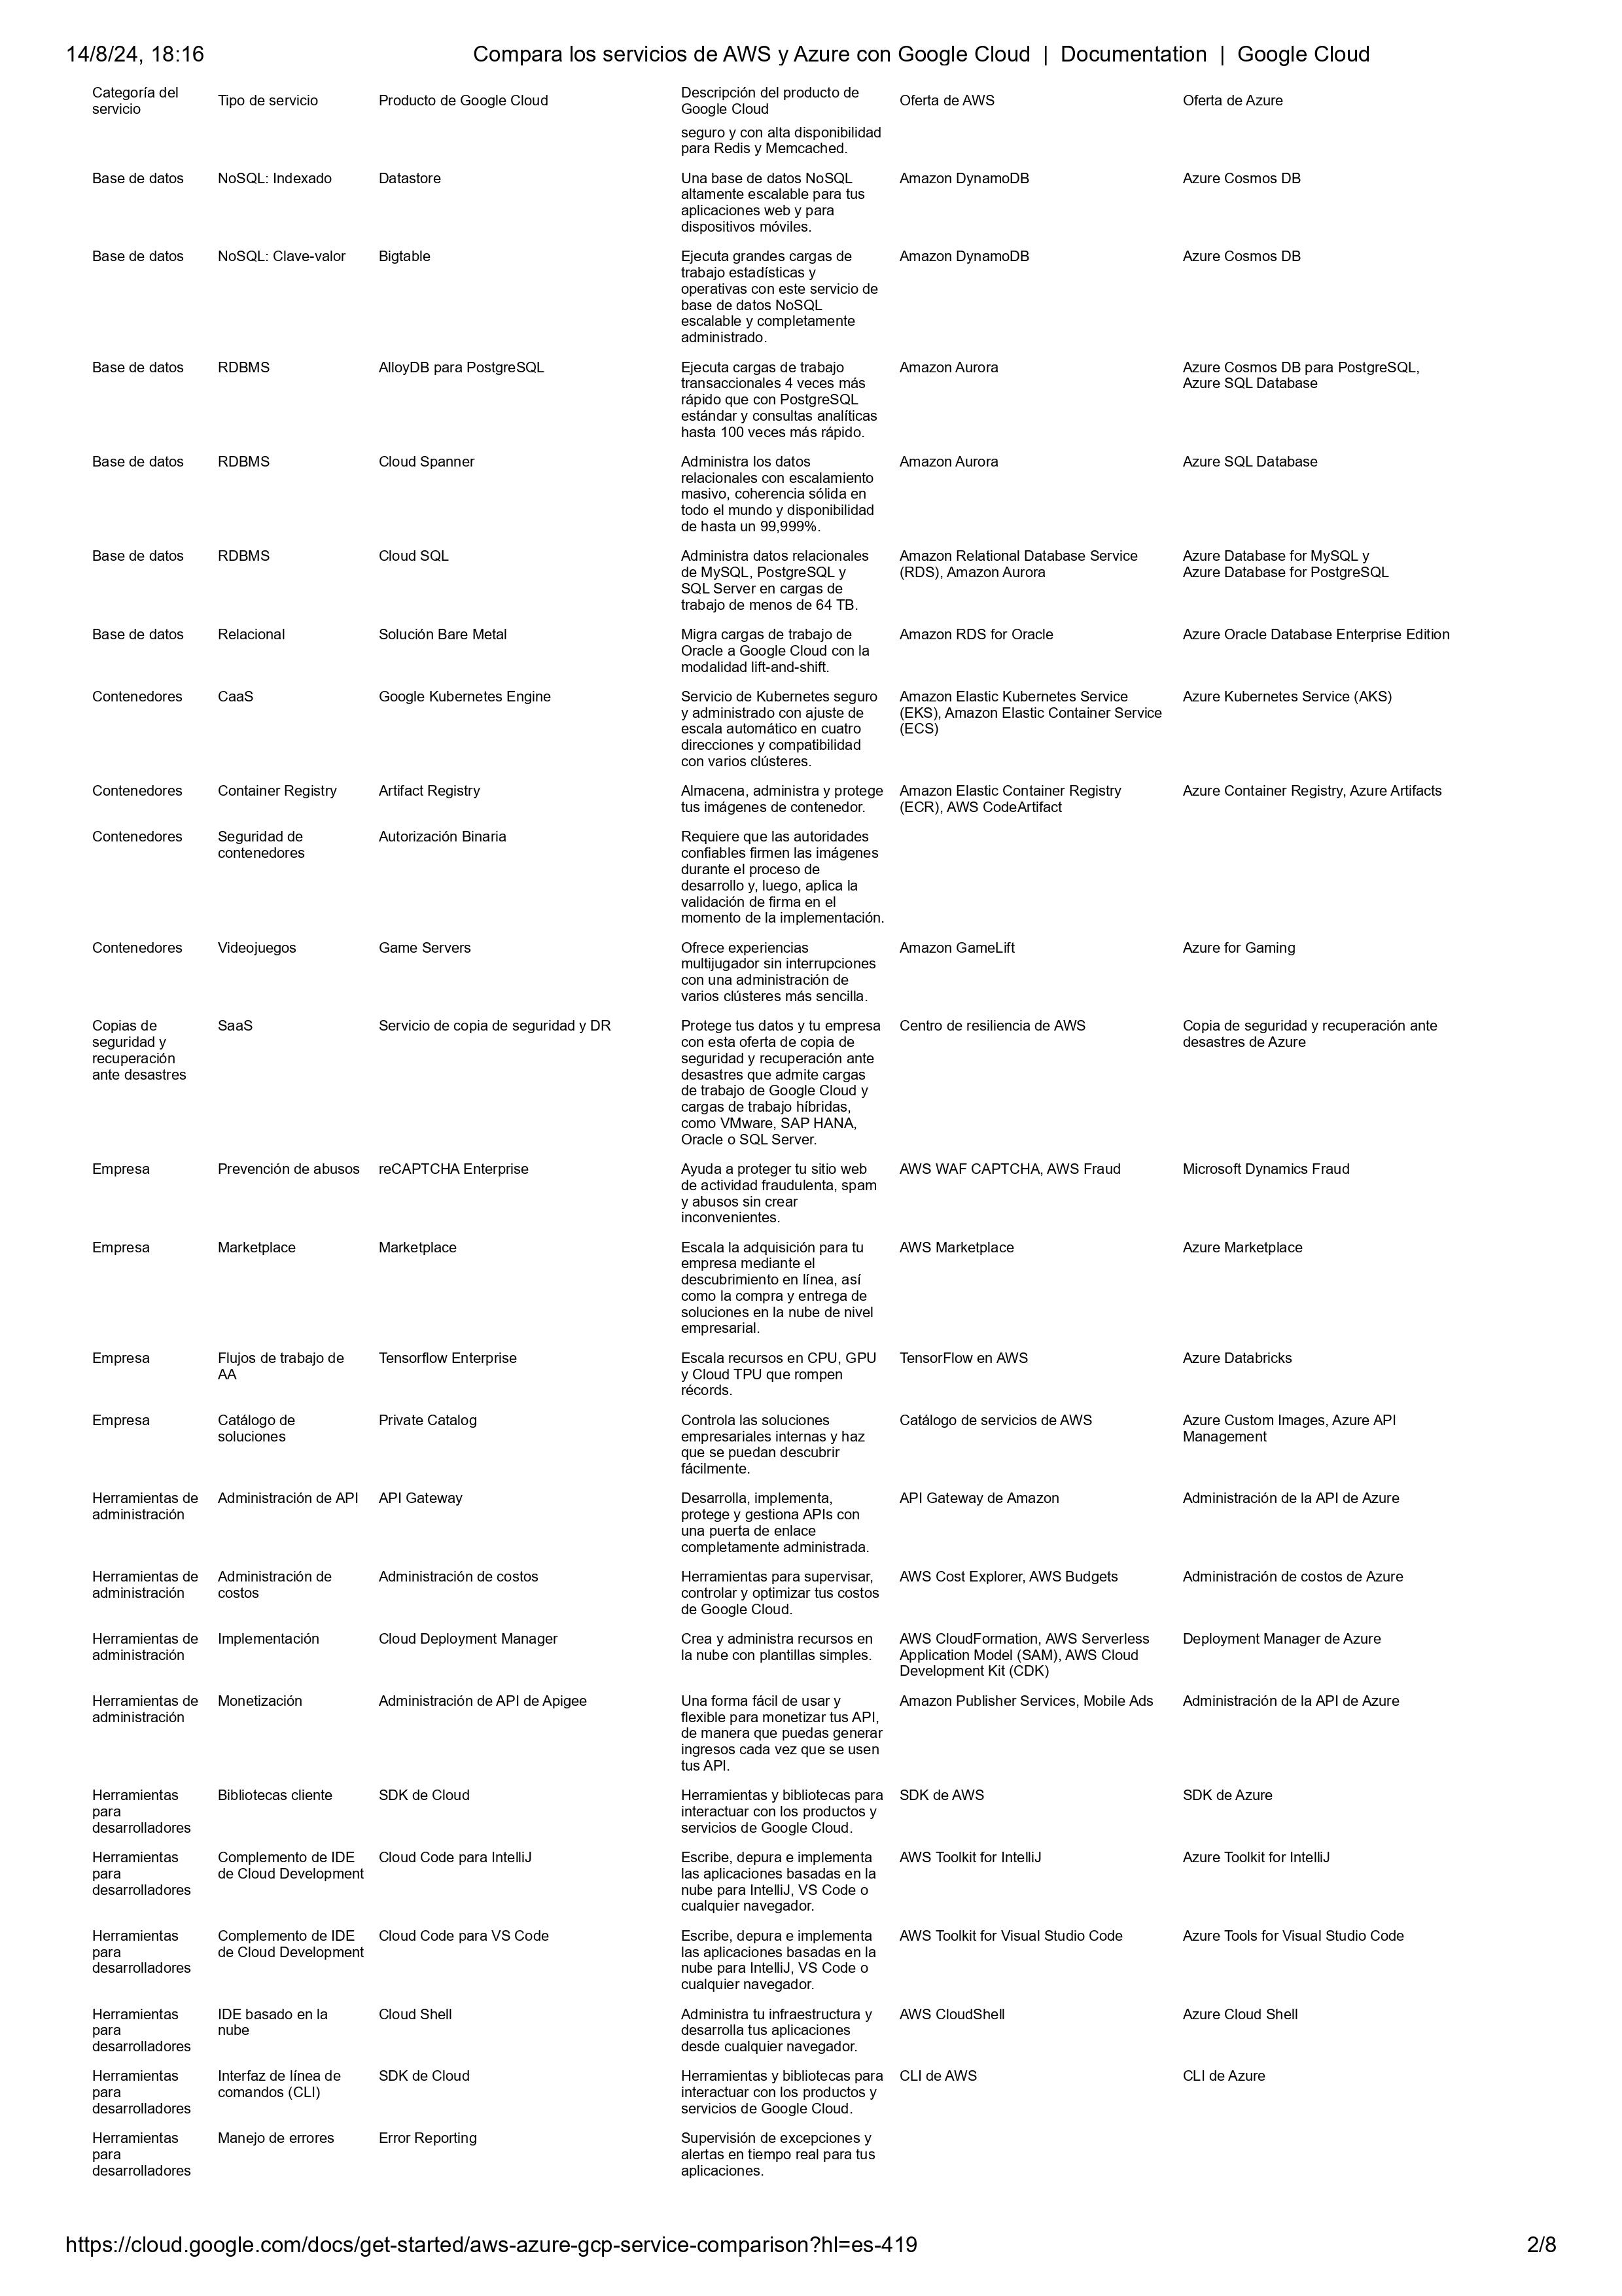 14/8/24, 18:16
Compara los servicios de AWS y Azure con Google Cloud | Documentation | Google Cloud
Categoría del
servicio
Tipo de servicio
Producto de Google Cloud
Descripción del producto de
Google Cloud
Oferta de AWS
Oferta de Azure
seguro y con alta disponibilidad
para Redis y Memcached.
Base de datos
NoSQL: Indexado
Datastore
Una base de datos NoSQL
altamente escalable para tus
aplicaciones web y para
dispositivos móviles.
Amazon DynamoDB
Azure Cosmos DB
Base de datos
NoSQL: Clave-valor
Bigtable
Ejecuta grandes cargas de
trabajo estadísticas y
operativas con este servicio de
base de datos NoSQL
escalable y completamente
administrado.
Amazon DynamoDB
Azure Cosmos DB
Base de datos
RDBMS
AlloyDB para PostgreSQL
Ejecuta cargas de trabajo
transaccionales 4 veces más
rápido que con PostgreSQL
estándar y consultas analíticas
hasta 100 veces más rápido.
Amazon Aurora
Azure Cosmos DB para PostgreSQL,
Azure SQL Database
Base de datos
RDBMS
Cloud Spanner
Administra los datos
relacionales con escalamiento
masivo, coherencia sólida en
todo el mundo y disponibilidad
de hasta un 99,999%.
Amazon Aurora
Azure SQL Database
Base de datos
RDBMS
Cloud SQL
Administra datos relacionales
de MySQL, PostgreSQL y
SQL Server en cargas de
trabajo de menos de 64 TB.
Amazon Relational Database Service
(RDS), Amazon Aurora
Azure Database for MySQL y
Azure Database for PostgreSQL
Base de datos
Relacional
Solución Bare Metal
Migra cargas de trabajo de
Oracle a Google Cloud con la
modalidad lift-and-shift.
Amazon RDS for Oracle
Azure Oracle Database Enterprise Edition
Contenedores
CaaS
Google Kubernetes Engine
Servicio de Kubernetes seguro
y administrado con ajuste de
escala automático en cuatro
direcciones y compatibilidad
con varios clústeres.
Amazon Elastic Kubernetes Service
(EKS), Amazon Elastic Container Service
(ECS)
Azure Kubernetes Service (AKS)
Contenedores
Container Registry
Artifact Registry
Almacena, administra y protege
tus imágenes de contenedor.
Amazon Elastic Container Registry
(ECR), AWS CodeArtifact
Azure Container Registry, Azure Artifacts
Contenedores
Seguridad de
contenedores
Autorización Binaria
Requiere que las autoridades
confiables firmen las imágenes
durante el proceso de
desarrollo y, luego, aplica la
validación de firma en el
momento de la implementación.
Contenedores
Videojuegos
Game Servers
Ofrece experiencias
multijugador sin interrupciones
con una administración de
varios clústeres más sencilla.
Amazon GameLift
Azure for Gaming
Copias de
seguridad y
recuperación
ante desastres
SaaS
Servicio de copia de seguridad y DR
Protege tus datos y tu empresa
con esta oferta de copia de
seguridad y recuperación ante
desastres que admite cargas
de trabajo de Google Cloud y
cargas de trabajo híbridas,
como VMware, SAP HANA,
Oracle o SQL Server.
Centro de resiliencia de AWS
Copia de seguridad y recuperación ante
desastres de Azure
Empresa
Prevención de abusos
reCAPTCHA Enterprise
Ayuda a proteger tu sitio web
de actividad fraudulenta, spam
y abusos sin crear
inconvenientes.
AWS WAF CAPTCHA, AWS Fraud
Microsoft Dynamics Fraud
Empresa
Marketplace
Marketplace
Escala la adquisición para tu
empresa mediante el
descubrimiento en línea, así
como la compra y entrega de
soluciones en la nube de nivel
empresarial.
AWS Marketplace
Azure Marketplace
Empresa
Flujos de trabajo de
AA
Tensorflow Enterprise
Escala recursos en CPU, GPU
y Cloud TPU que rompen
récords.
TensorFlow en AWS
Azure Databricks
Empresa
Catálogo de
soluciones
Private Catalog
Controla las soluciones
empresariales internas y haz
que se puedan descubrir
fácilmente.
Catálogo de servicios de AWS
Azure Custom Images, Azure API
Management
Herramientas de
administración
Administración de API
API Gateway
Desarrolla, implementa,
protege y gestiona APIs con
una puerta de enlace
completamente administrada.
API Gateway de Amazon
Administración de la API de Azure
Herramientas de
administración
Administración de
costos
Administración de costos
Herramientas para supervisar,
controlar y optimizar tus costos
de Google Cloud.
AWS Cost Explorer, AWS Budgets
Administración de costos de Azure
Herramientas de
administración
Implementación
Cloud Deployment Manager
Crea y administra recursos en
la nube con plantillas simples.
AWS CloudFormation, AWS Serverless
Application Model (SAM), AWS Cloud
Development Kit (CDK)
Deployment Manager de Azure
Herramientas de
administración
Monetización
Administración de API de Apigee
Una forma fácil de usar y
flexible para monetizar tus API,
de manera que puedas generar
ingresos cada vez que se usen
tus API.
Amazon Publisher Services, Mobile Ads
Administración de la API de Azure
Herramientas
para
desarrolladores
Bibliotecas cliente
SDK de Cloud
Herramientas y bibliotecas para
interactuar con los productos y
servicios de Google Cloud.
SDK de AWS
SDK de Azure
Herramientas
para
desarrolladores
Complemento de IDE
de Cloud Development
Cloud Code para IntelliJ
Escribe, depura e implementa
las aplicaciones basadas en la
nube para IntelliJ, VS Code o
cualquier navegador.
AWS Toolkit for IntelliJ
Azure Toolkit for IntelliJ
Herramientas
para
desarrolladores
Complemento de IDE
de Cloud Development
Cloud Code para VS Code
Escribe, depura e implementa
las aplicaciones basadas en la
nube para IntelliJ, VS Code o
cualquier navegador.
AWS Toolkit for Visual Studio Code
Azure Tools for Visual Studio Code
Herramientas
para
desarrolladores
IDE basado en la
nube
Cloud Shell
Administra tu infraestructura y
desarrolla tus aplicaciones
desde cualquier navegador.
AWS CloudShell
Azure Cloud Shell
Herramientas
para
desarrolladores
Interfaz de línea de
comandos (CLI)
SDK de Cloud
Herramientas y bibliotecas para
interactuar con los productos y
servicios de Google Cloud.
CLI de AWS
CLI de Azure
Herramientas
para
desarrolladores
Manejo de errores
Error Reporting
Supervisión de excepciones y
alertas en tiempo real para tus
aplicaciones.
https://cloud.google.com/docs/get-started/aws-azure-gcp-service-comparison?hl=es-419
2/8